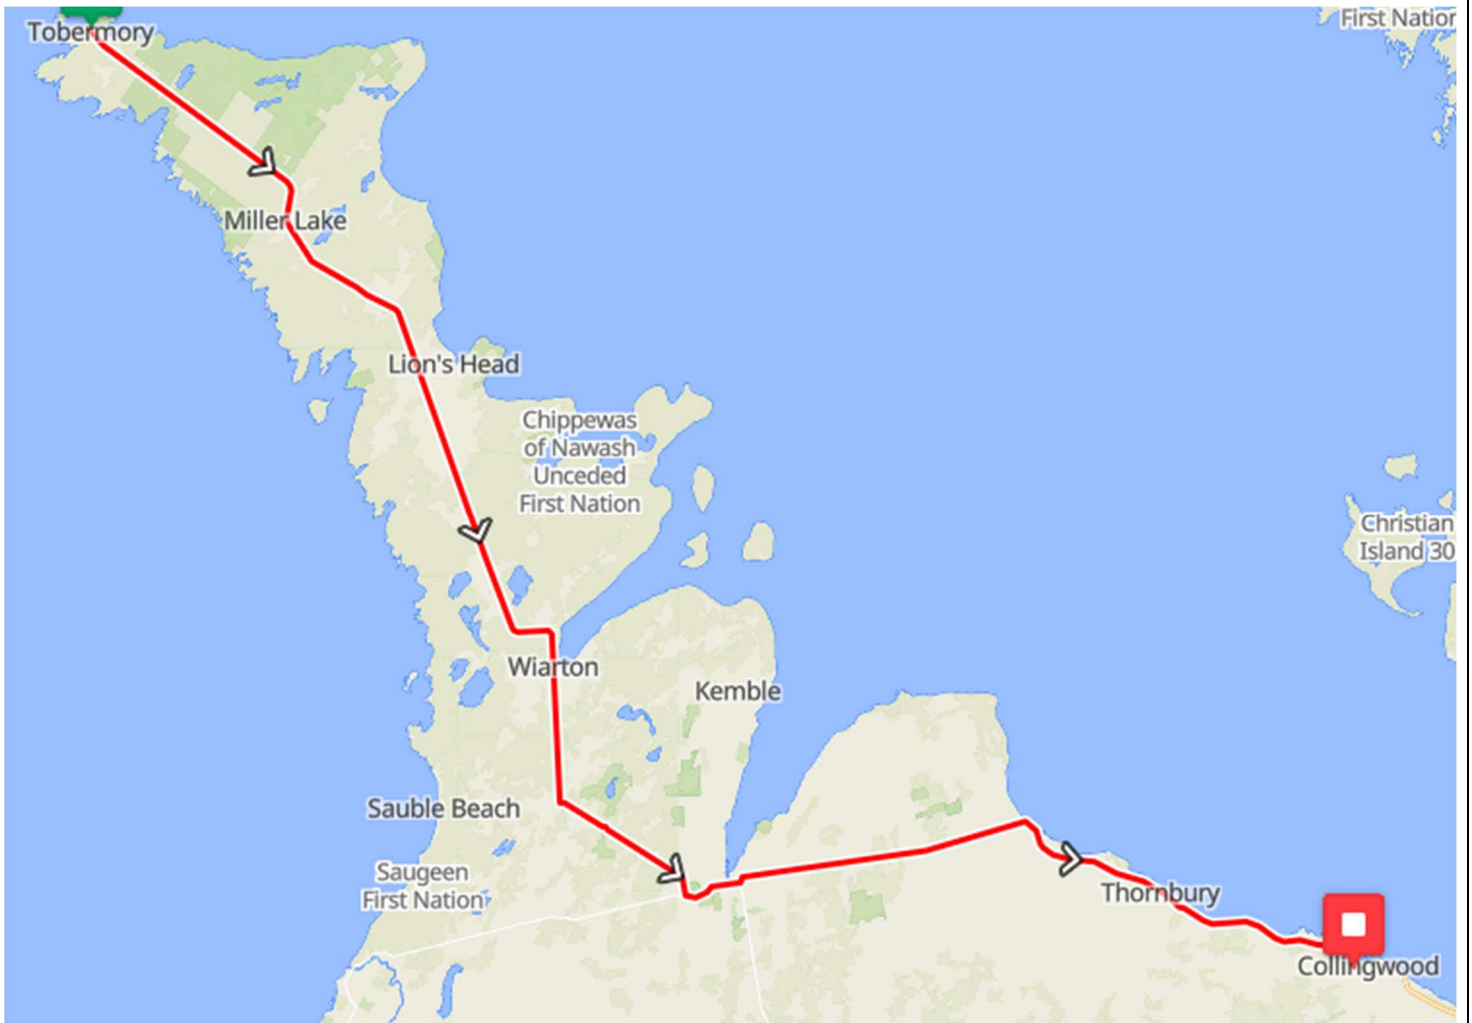 Tobermory
First Nation
Miller Lake
Lion's Head
Chippewas
of Nawash
Unceded
First Nation
Christian
Island 30
Wiarton
Kemble
Sauble Beach
Saugeen
First Nation
Thornbury
Collingwood